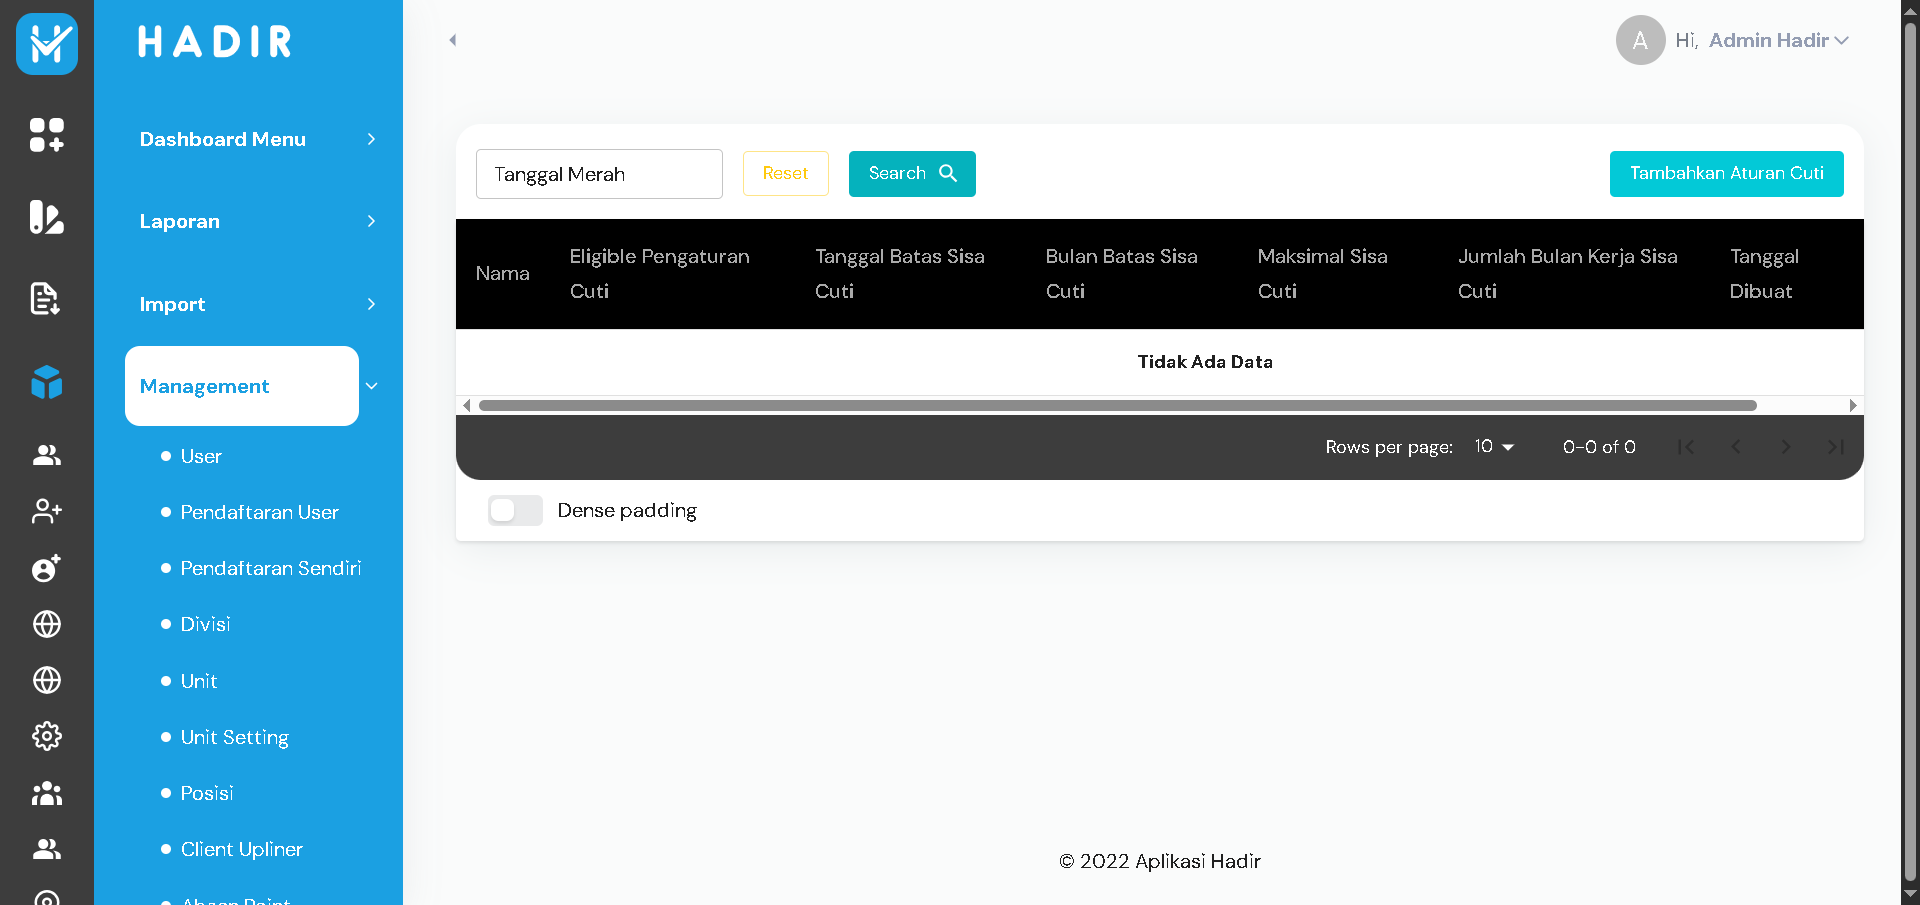 HADIR
Hi, Admin Hadir
A
Dashboard Menu
Laporan
Import
Management
User
Pendaftaran User
Pendaftaran Sendiri
Divisi
Unit
Unit Setting
Posisi
Client Upliner
Absen Point
Tanggal Merah
Reset
Search
Tambahkan Aturan Cuti
Nama
Eligible Pengaturan
Cuti
Tanggal Batas Sisa
Cuti
Bulan Batas Sisa
Cuti
Maksimal Sisa
Cuti
Jumlah Bulan Kerja Sisa
Cuti
Tanggal
Dibuat
Tidak Ada Data
Rows per page: 10 0-0 of 0
Dense padding
© 2022 Aplikasi Hadir